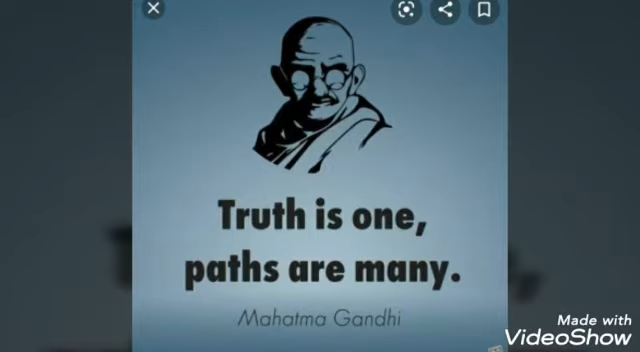 Truth is one,
paths are many.
Mahatma Gandhi
Made with
VideoShow